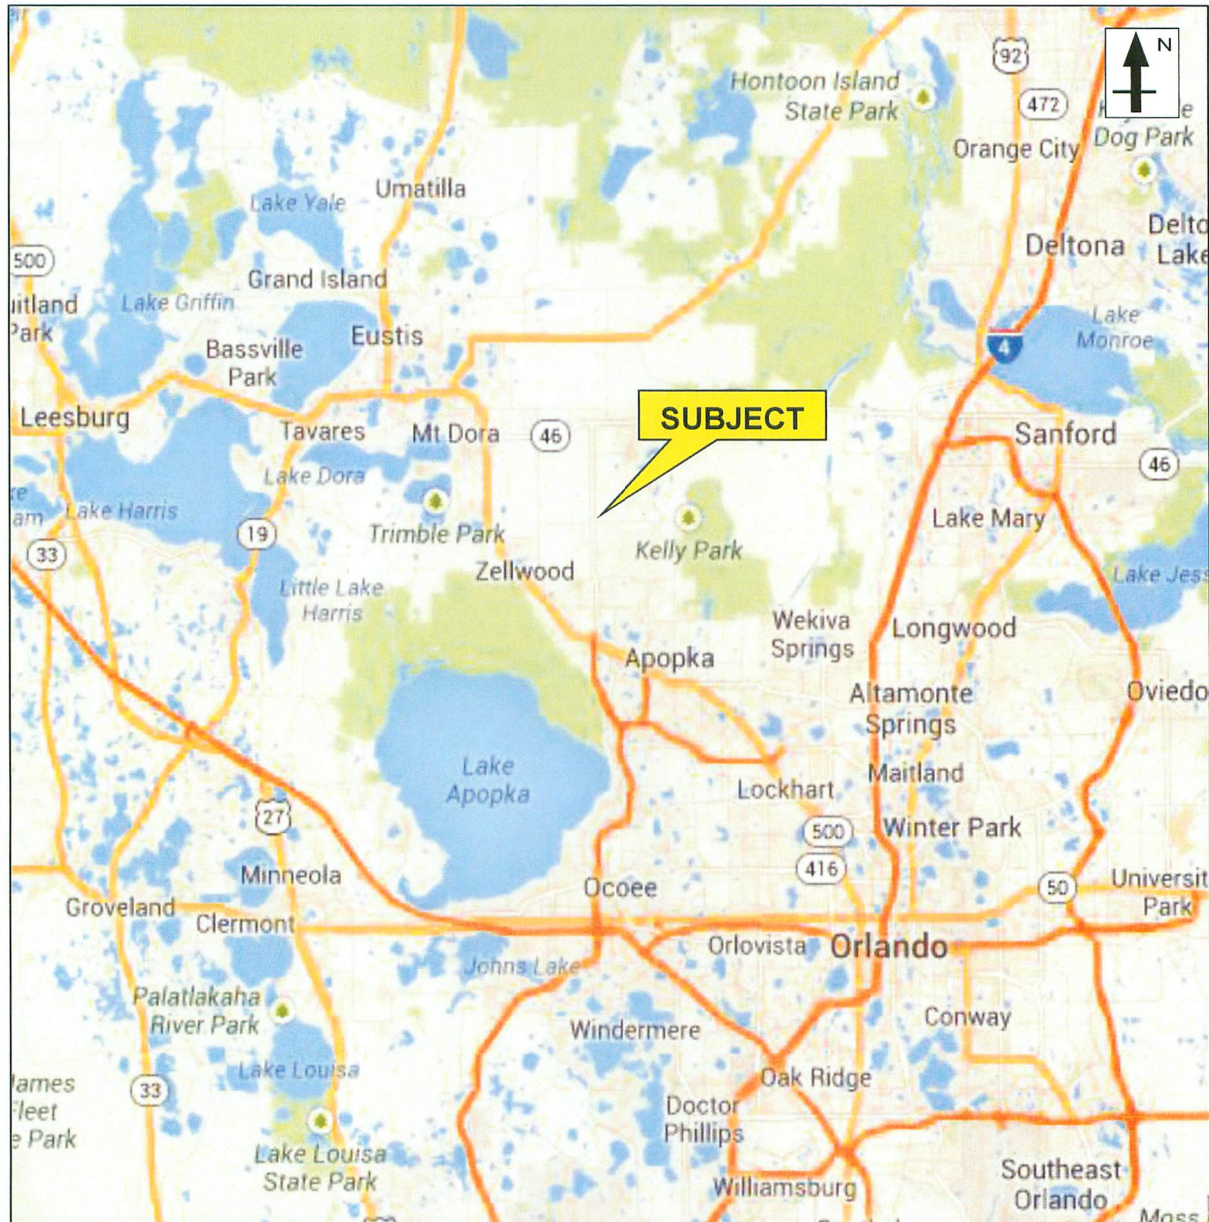 N
92
Hontoon Island
State Park
472
Dog Park
Orange City
Umatilla
Lake Yale
Deltona
500
Grand Island
Lake Griffin
Park
Lake
Monroe
Eustis
4
Bassville
Park
SUBJECT
Leesburg
Tavares
Mt Dora
46
Sanford
46
Lake Dora
Lake Harris
Trimble Park
Lake Mary
19
33
Kelly Park
Zellwood
Little Lake
Harris
Wekiva
Springs
Longwood
Apopka
Altamonte
Springs
Oviedo
Lake
Apopka
Maitland
Lockhart
27
500
Winter Park
416
Minneola
Ocoee
50
Park
Groveland
Clermont
Orlovista
Orlando
Johns Lake
Palatlakaha
River Park
Conway
Windermere
Lake Louisa
Oak Ridge
33
Doctor
Phillips
Park
Lake Louisa
State Park
Southeast
Orlando
Williamsburg
Moss